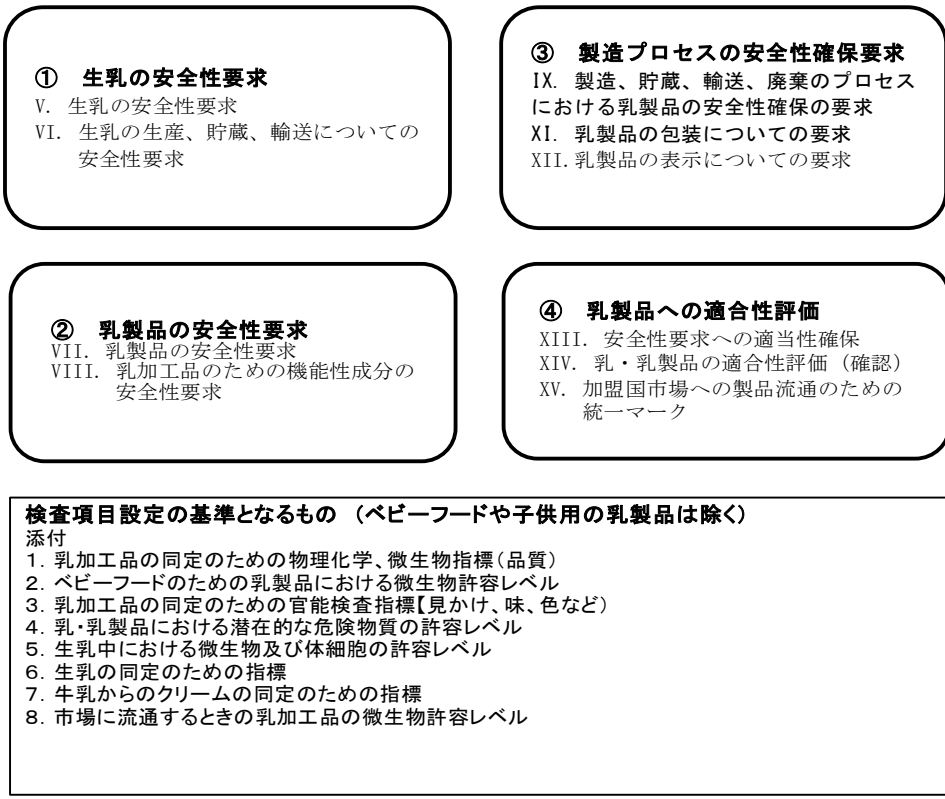 ① 生乳の安全性要求
V. 生乳の安全性要求
VI. 生乳の生産、貯蔵、輸送についての
安全性要求
② 乳製品の安全性要求
VII. 乳製品の安全性要求
VIII. 乳加工品のための機能性成分の
安全性要求
③ 製造プロセスの安全性確保要求
IX. 製造、貯蔵、輸送、廃棄のプロセス
における乳製品の安全性確保の要求
XI. 乳製品の包装についての要求
XII.乳製品の表示についての要求
④ 乳製品への適合性評価
XIII. 安全性要求への適当性確保
XIV. 乳・乳製品の適合性評価（確認）
XV. 加盟国市場への製品流通のための
統一マーク
検査項目設定の基準となるもの （ベビーフードや子供用の乳製品は除く）
添付
１．乳加工品の同定のための物理化学、微生物指標（品質）
２．ベビーフードのための乳製品における微生物許容レベル
３．乳加工品の同定のための官能検査指標【見かけ、味、色など）
４．乳・乳製品における潜在的な危険物質の許容レベル
５．生乳中における微生物及び体細胞の許容レベル
６．生乳の同定のための指標
７．牛乳からのクリームの同定のための指標
８．市場に流通するときの乳加工品の微生物許容レベル